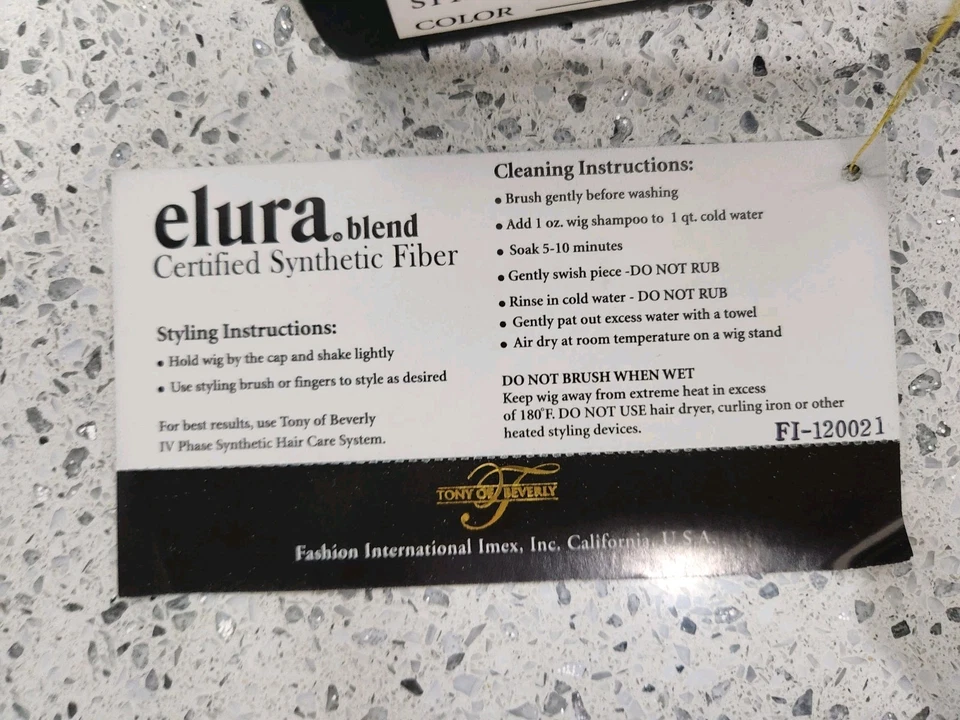 COLOR
elura.blend
Certified Synthetic Fiber
Styling Instructions:
• Hold wig by the cap and shake lightly
• Use styling brush or fingers to style as desired
For best results, use Tony of Beverly
IV Phase Synthetic Hair Care System.
Cleaning Instructions:
• Brush gently before washing
• Add 1 oz. wig shampoo to 1 qt. cold water
• Soak 5-10 minutes
• Gently swish piece -DO NOT RUB
• Rinse in cold water - DO NOT RUB
• Gently pat out excess water with a towel
• Air dry at room temperature on a wig stand
DO NOT BRUSH WHEN WET
Keep wig away from extreme heat in excess
of 180°F. DO NOT USE hair dryer, curling iron or other
heated styling devices.
FI-120021
TONY OF BEVERLY
Fashion International Imex, Inc. California, U.S.A.